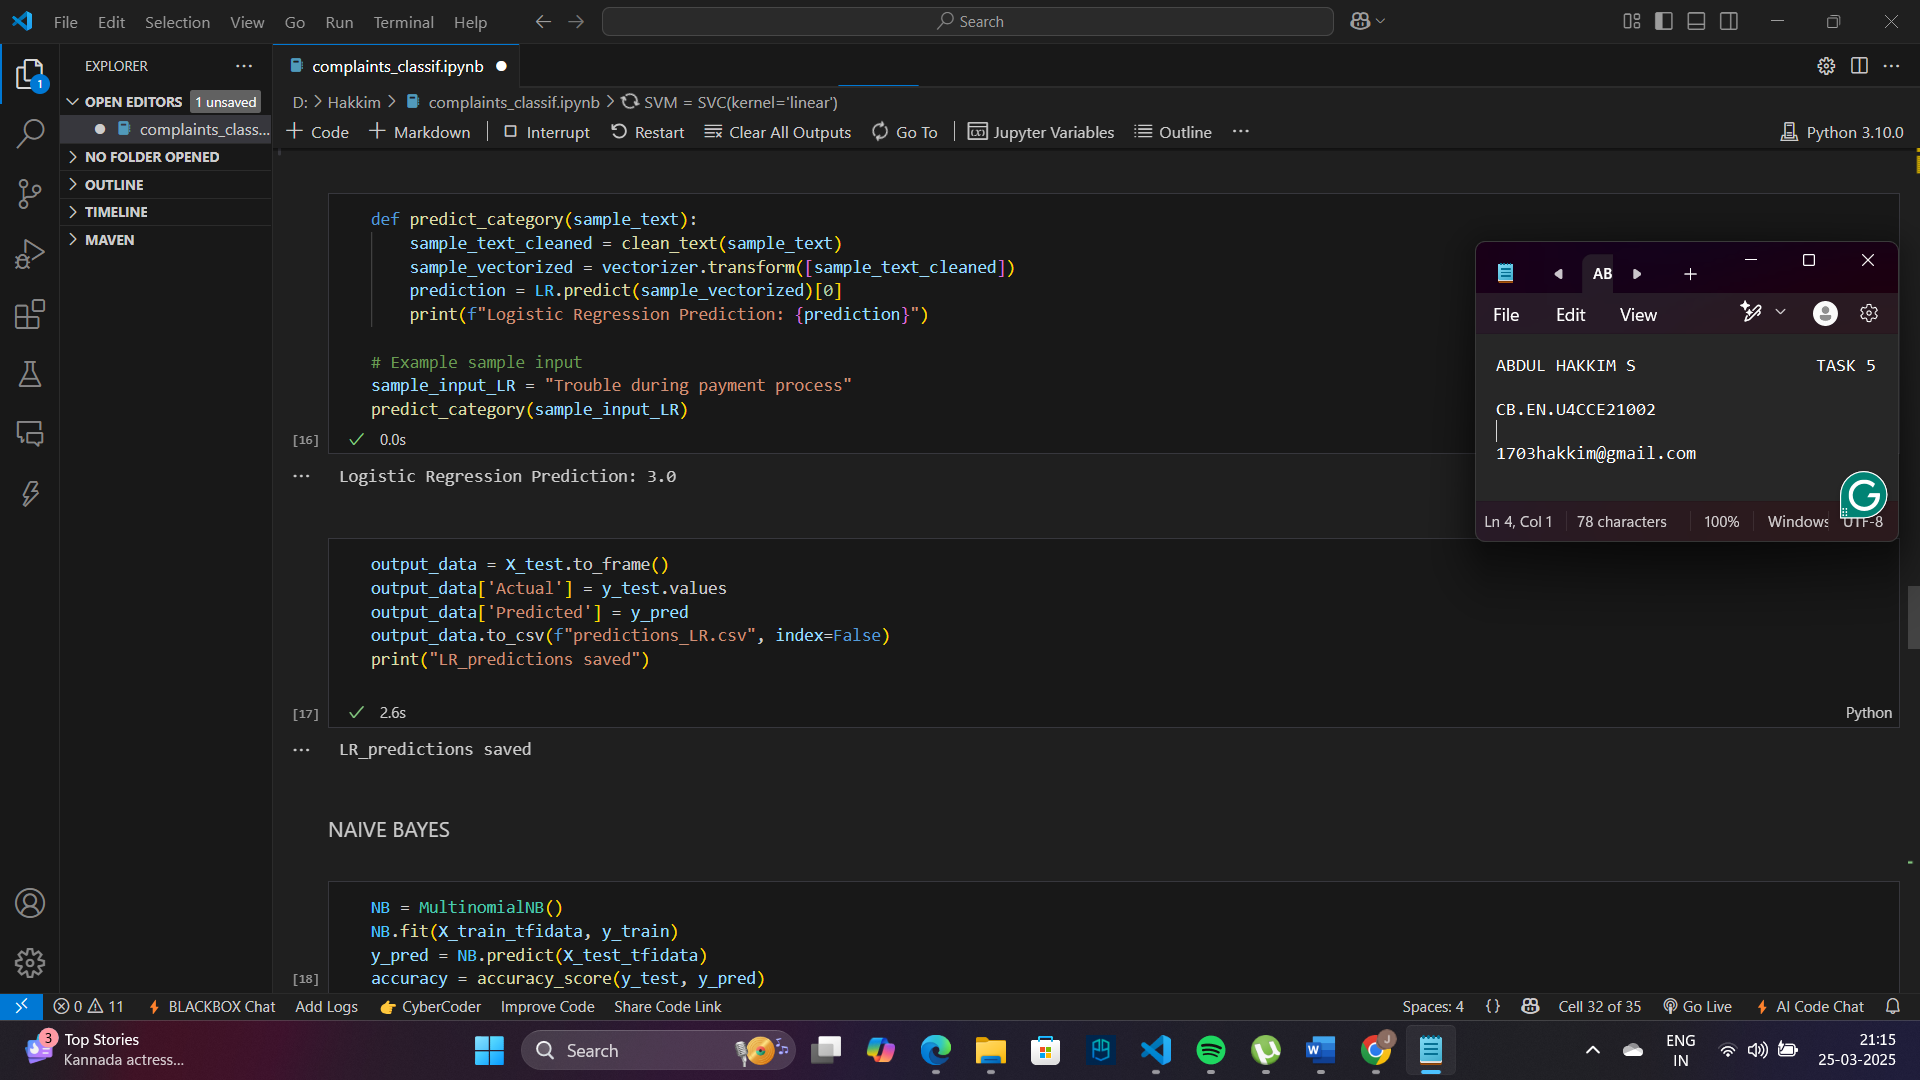 File Edit Selection View Go Run Terminal Help
Search
EXPLORER
OPEN EDITORS 1 unsaved
complaints_class...
NO FOLDER OPENED
OUTLINE
TIMELINE
MAVEN
1
complaints_classif.ipynb
D: > Hakkim > complaints_classif.ipynb > SVM = SVC(kernel='linear')
+ Code + Markdown Interrupt Restart Clear All Outputs Go To Jupyter Variables Outline ...
Python 3.10.0
def predict_category(sample_text):
sample_text_cleaned = clean_text(sample_text)
sample_vectorized = vectorizer.transform([sample_text_cleaned])
prediction = LR.predict(sample_vectorized)[0]
print(f"Logistic Regression Prediction: {prediction}")
# Example sample input
sample_input_LR = "Trouble during payment process"
predict_category(sample_input_LR)
[16] 0.0s
... Logistic Regression Prediction: 3.0
output_data = X_test.to_frame()
output_data['Actual'] = y_test.values
output_data['Predicted'] = y_pred
output_data.to_csv(f"predictions_LR.csv", index=False)
print("LR_predictions saved")
[17] 2.6s
Python
... LR_predictions saved
NAIVE BAYES
NB = MultinomialNB()
NB.fit(X_train_tfidata, y_train)
y_pred = NB.predict(X_test_tfidata)
accuracy = accuracy_score(y_test, y_pred)
[18]
AB
File Edit View
ABDUL HAKKIM S TASK 5
CB.EN.U4CCE21002
1703hakkim@gmail.com
Ln 4, Col 1 78 characters 100% Windows UTF-8
0 11 BLACKBOX Chat Add Logs CyberCoder Improve Code Share Code Link
Spaces: 4 {} Cell 32 of 35 Go Live AI Code Chat
3
Top Stories
Kannada actress...
Search
ENG
IN
21:15
25-03-2025